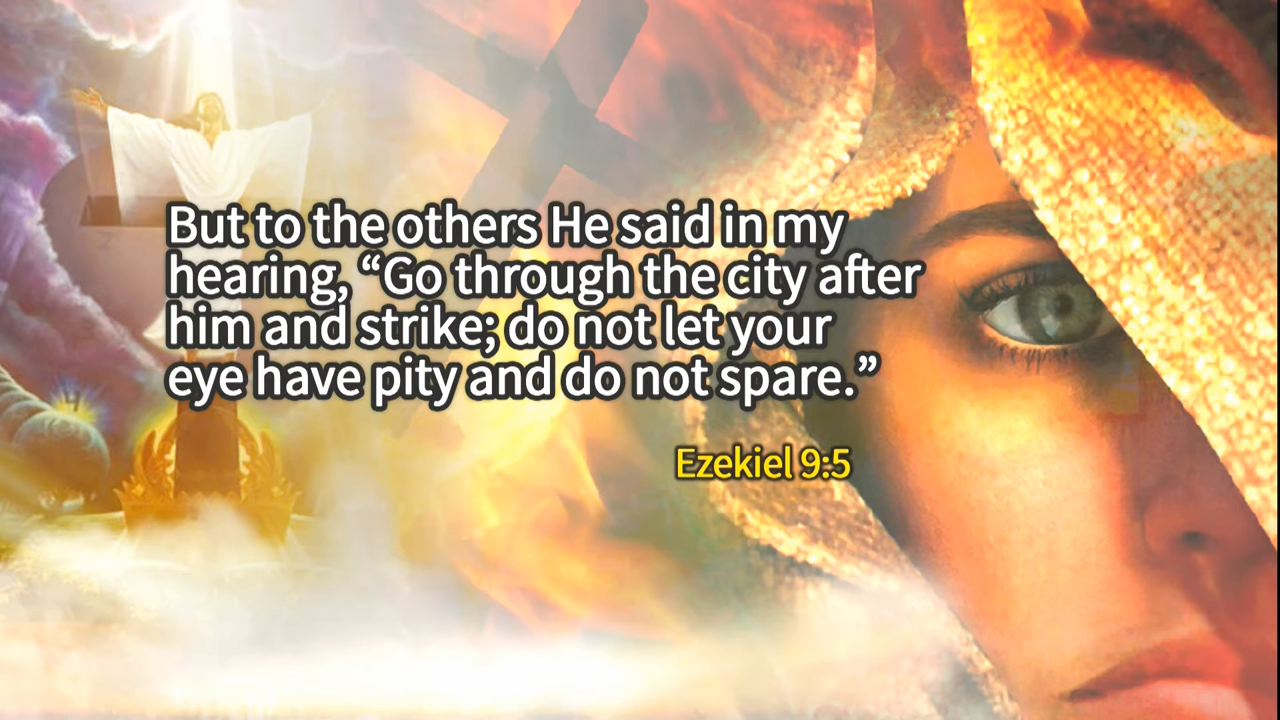 But to the others He said in my
hearing, “Go through the city after
him and strike; do not let your
eye have pity and do not spare.”
Ezekiel 9:5